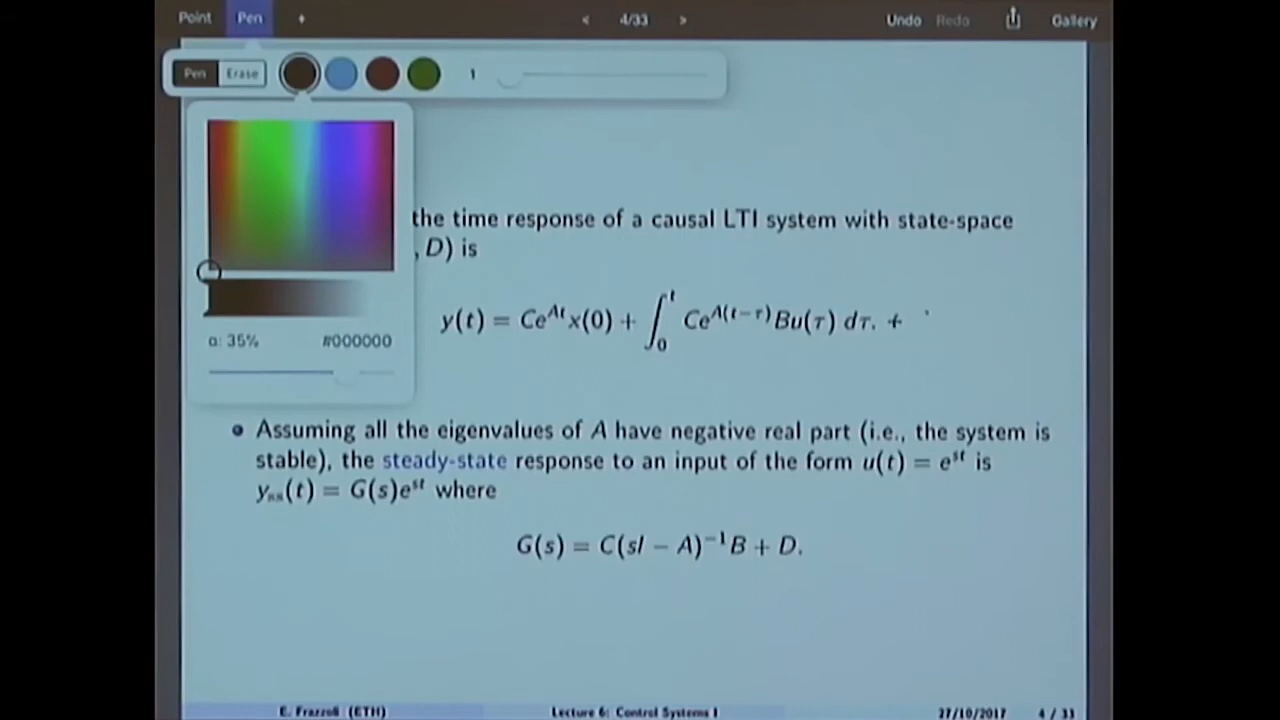 Point Pen + < 4/33 > Undo Redo Gallery
Pen Erase 1
the time response of a causal LTI system with state-space
, D) is
y(t) = Ce^{At}x(0) + ∫_0^t Ce^{A(t−τ)}Bu(τ) dτ. +
α: 35% #000000
Assuming all the eigenvalues of A have negative real part (i.e., the system is
stable), the steady-state response to an input of the form u(t) = e^{st} is
y_{ss}(t) = G(s)e^{st} where
G(s) = C(sI − A)^{−1}B + D.
E. Frazzoli (ETH) Lecture 6: Control Systems I 27/10/2017 4 / 33